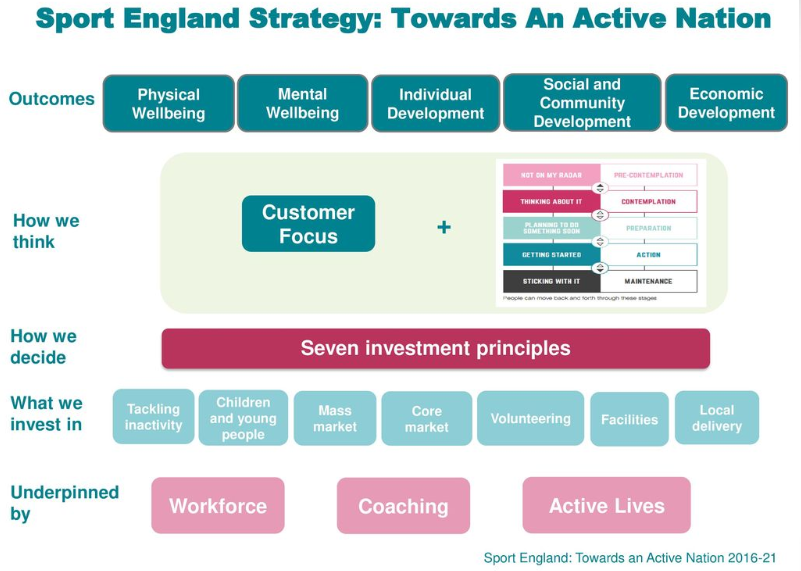 Sport England Strategy: Towards An Active Nation
Outcomes
Physical
Wellbeing
Mental
Wellbeing
Individual
Development
Social and
Community
Development
Economic
Development
How we
think
Customer
Focus
+
NOT ON MY RADAR
PRE-CONTEMPLATION
THINKING ABOUT IT
CONTEMPLATION
PLANNING TO DO
SOMETHING SOON
PREPARATION
GETTING STARTED
ACTION
STICKING WITH IT
MAINTENANCE
People can move back and forth through these stages
How we
decide
Seven investment principles
What we
invest in
Tackling
inactivity
Children
and young
people
Mass
market
Core
market
Volunteering
Facilities
Local
delivery
Underpinned
by
Workforce
Coaching
Active Lives
Sport England: Towards an Active Nation 2016-21